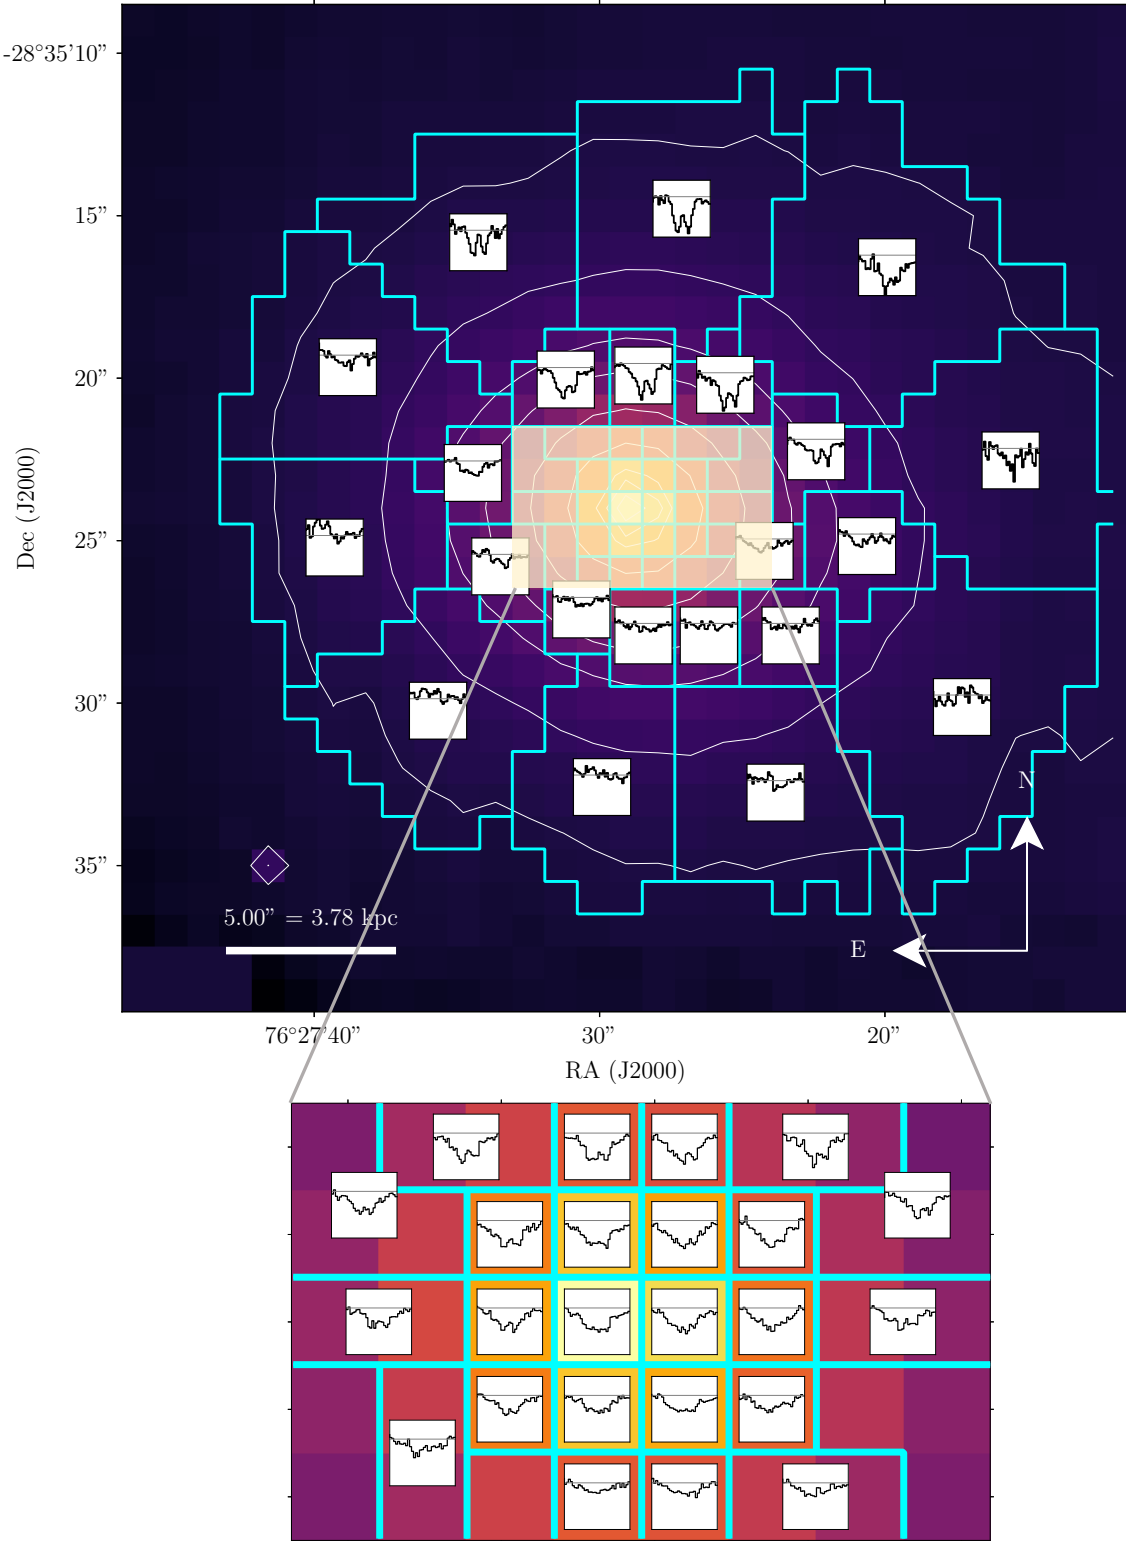 -28°35'10"
15"
20"
25"
30"
35"
Dec (J2000)
N
E
5.00" = 3.78 kpc
76°27'40"
30"
20"
RA (J2000)